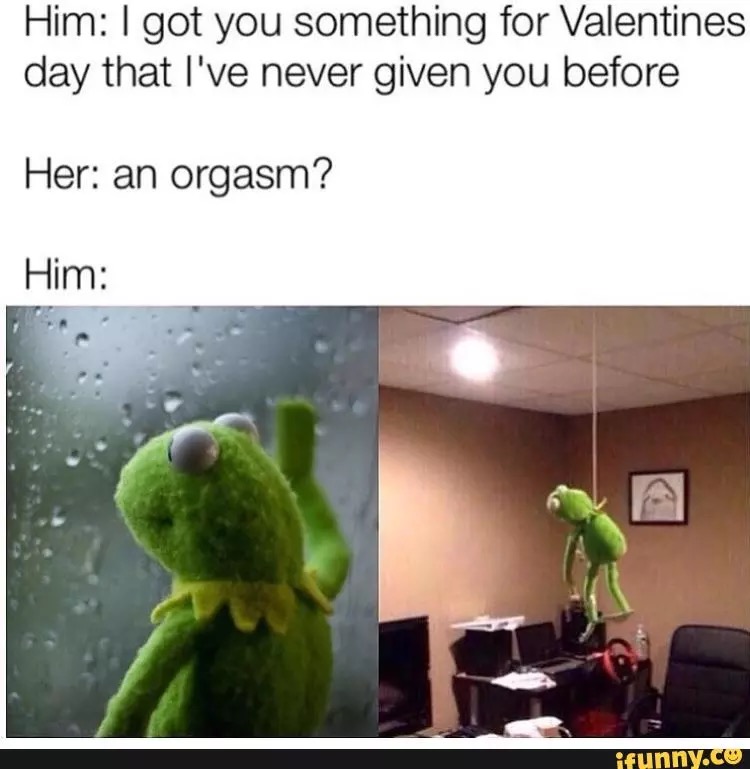 Him: I got you something for Valentines
day that I've never given you before
Her: an orgasm?
Him:
ifunny.co